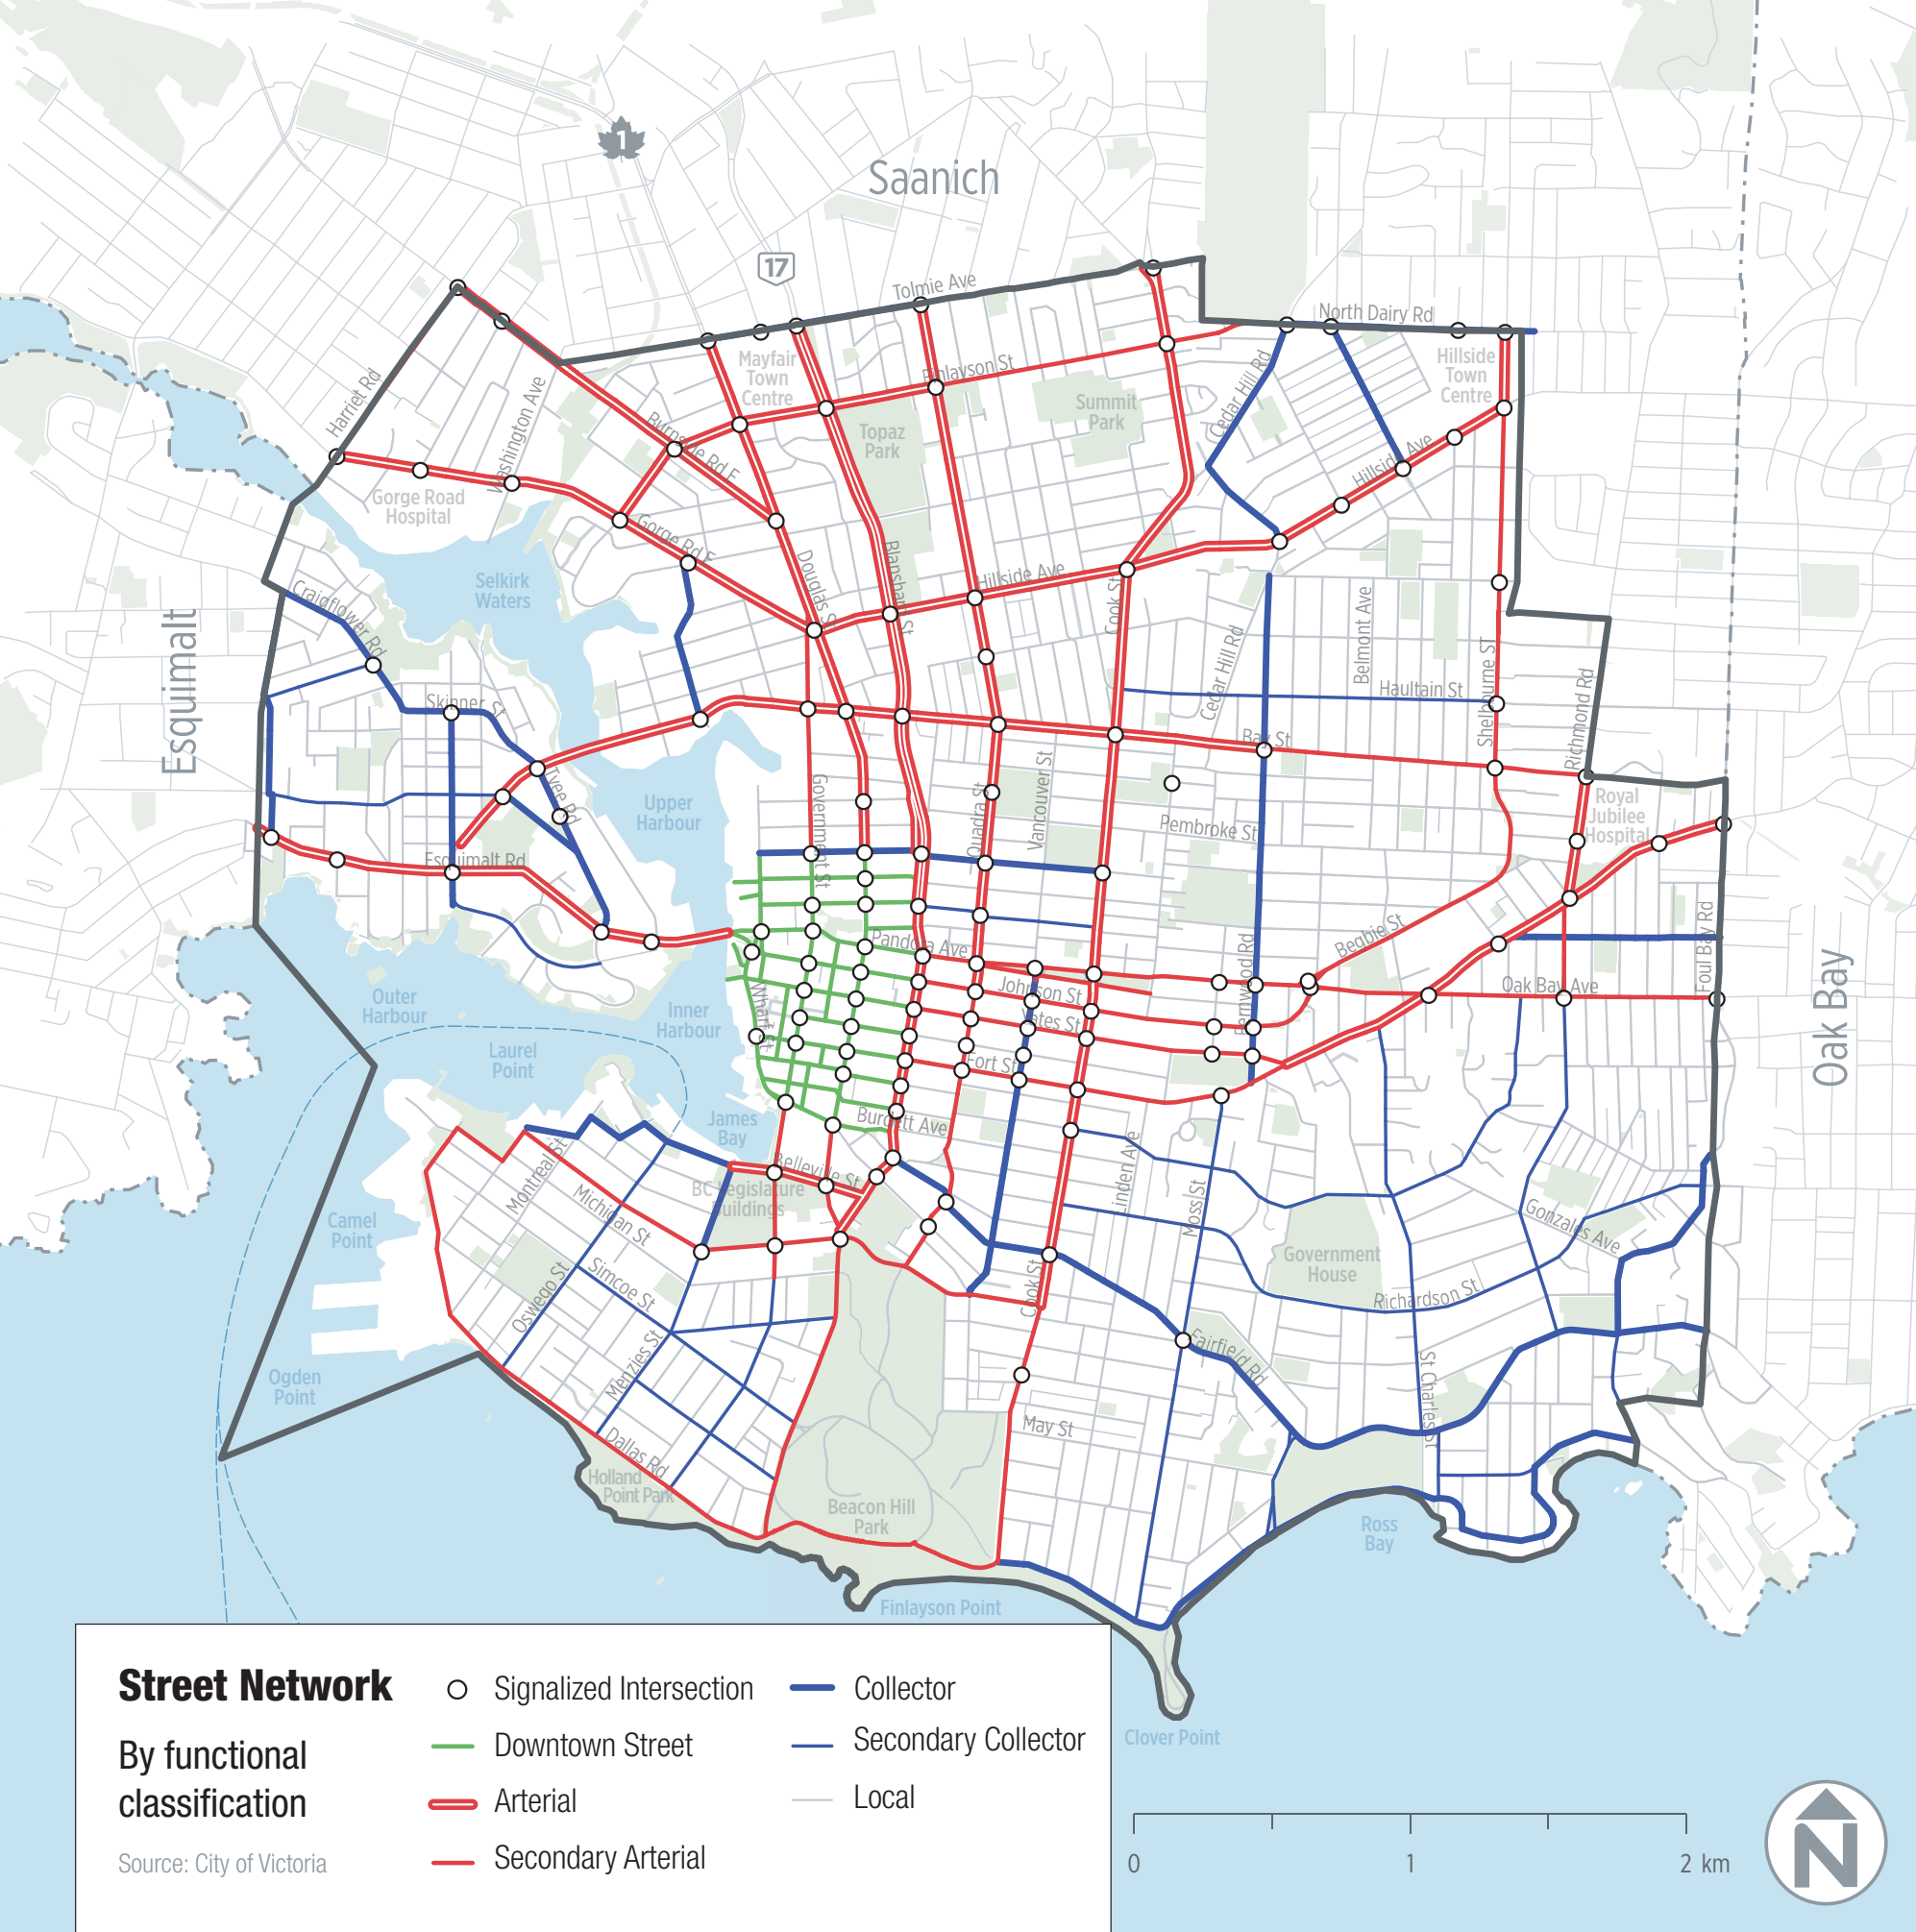 1
Saanich
17
Tolmie Ave
North Dairy Rd
Mayfair
Town
Centre
Finlayson St
Hillside
Town
Centre
Harriet Rd
Washington Ave
Burnside Rd E
Topaz
Park
Summit
Park
Cedar Hill Rd
Hillside Ave
Gorge Road
Hospital
Gorge Rd E
Douglas St
Blanshard St
Hillside Ave
Cook St
Selkirk
Waters
Craigflower Rd
Esquimalt
Skinner St
Cedar Hill Rd
Belmont Ave
Haultain St
Shelbourne ST
Richmond Rd
Bay St
Tyee Rd
Upper
Harbour
Government St
Quadra St
Vancouver St
Pembroke St
Royal
Jubilee
Hospital
Esquimalt Rd
Pandora Ave
Begbie St
Foul Bay Rd
Oak Bay
Outer
Harbour
Inner
Harbour
Wharf St
Johnson St
Yates St
Fernwood Rd
Oak Bay Ave
Laurel
Point
Fort St
James
Bay
Burdett Ave
Linden Ave
Moss St
Belleville St
BC Legislature
Buildings
Montreal St
Michigan St
Camel
Point
Gonzales Ave
Government
House
Oswego St
Simcoe St
Cook St
Richardson St
Menzies St
Fairfield Rd
St Charles St
Ogden
Point
May St
Dallas Rd
Holland
Point Park
Beacon Hill
Park
Ross
Bay
Finlayson Point
Clover Point
Street Network
By functional
classification
Source: City of Victoria
Signalized Intersection
Downtown Street
Arterial
Secondary Arterial
Collector
Secondary Collector
Local
0 1 2 km
N